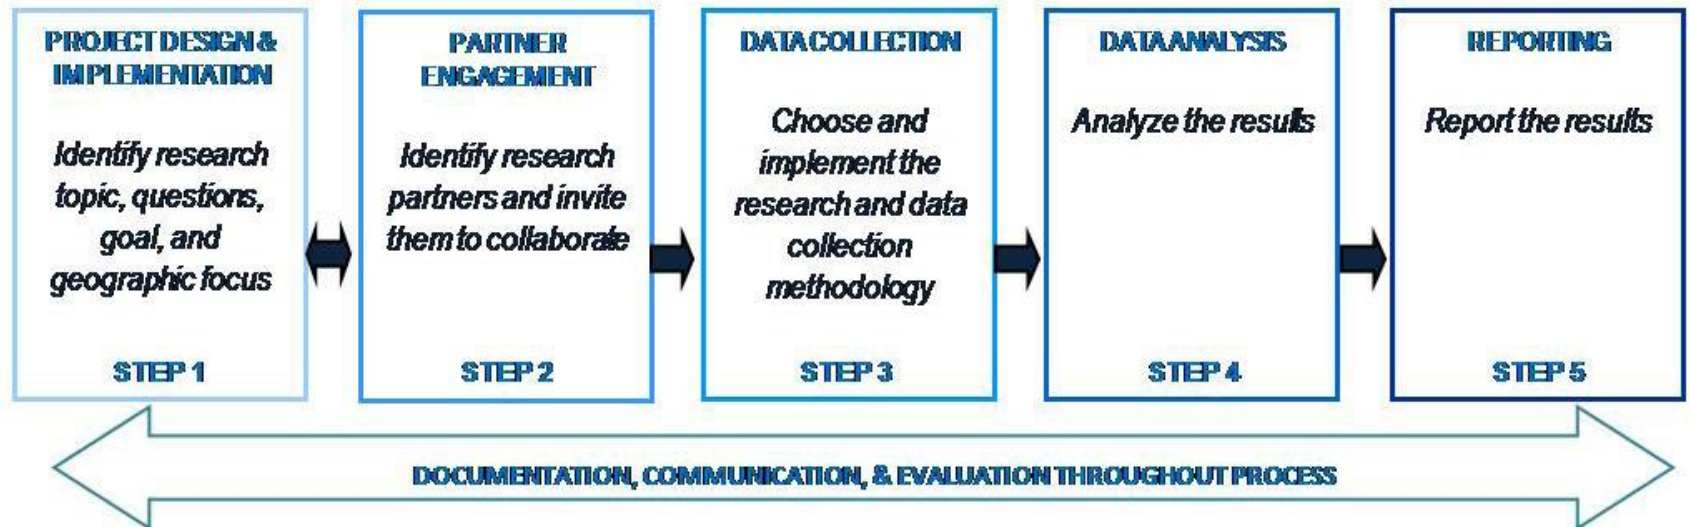 PROJECT DESIGN &
IMPLEMENTATION
Identify research
topic, questions,
goal, and
geographic focus
STEP 1
PARTNER
ENGAGEMENT
Identify research
partners and invite
them to collaborate
STEP 2
DATA COLLECTION
Choose and
implement the
research and data
collection
methodology
STEP 3
DATA ANALYSIS
Analyze the results
STEP 4
REPORTING
Report the results
STEP 5
DOCUMENTATION, COMMUNICATION, & EVALUATION THROUGHOUT PROCESS